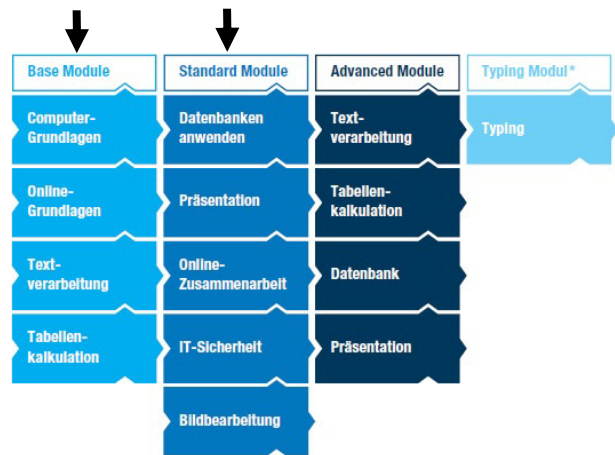 Base Module
Standard Module
Advanced Module
Typing Modul*
Computer-
Grundlagen
Datenbanken
anwenden
Text-
verarbeitung
Typing
Online-
Grundlagen
Präsentation
Tabellen-
kalkulation
Text-
verarbeitung
Online-
Zusammenarbeit
Datenbank
Tabellen-
kalkulation
IT-Sicherheit
Präsentation
Bildbearbeitung